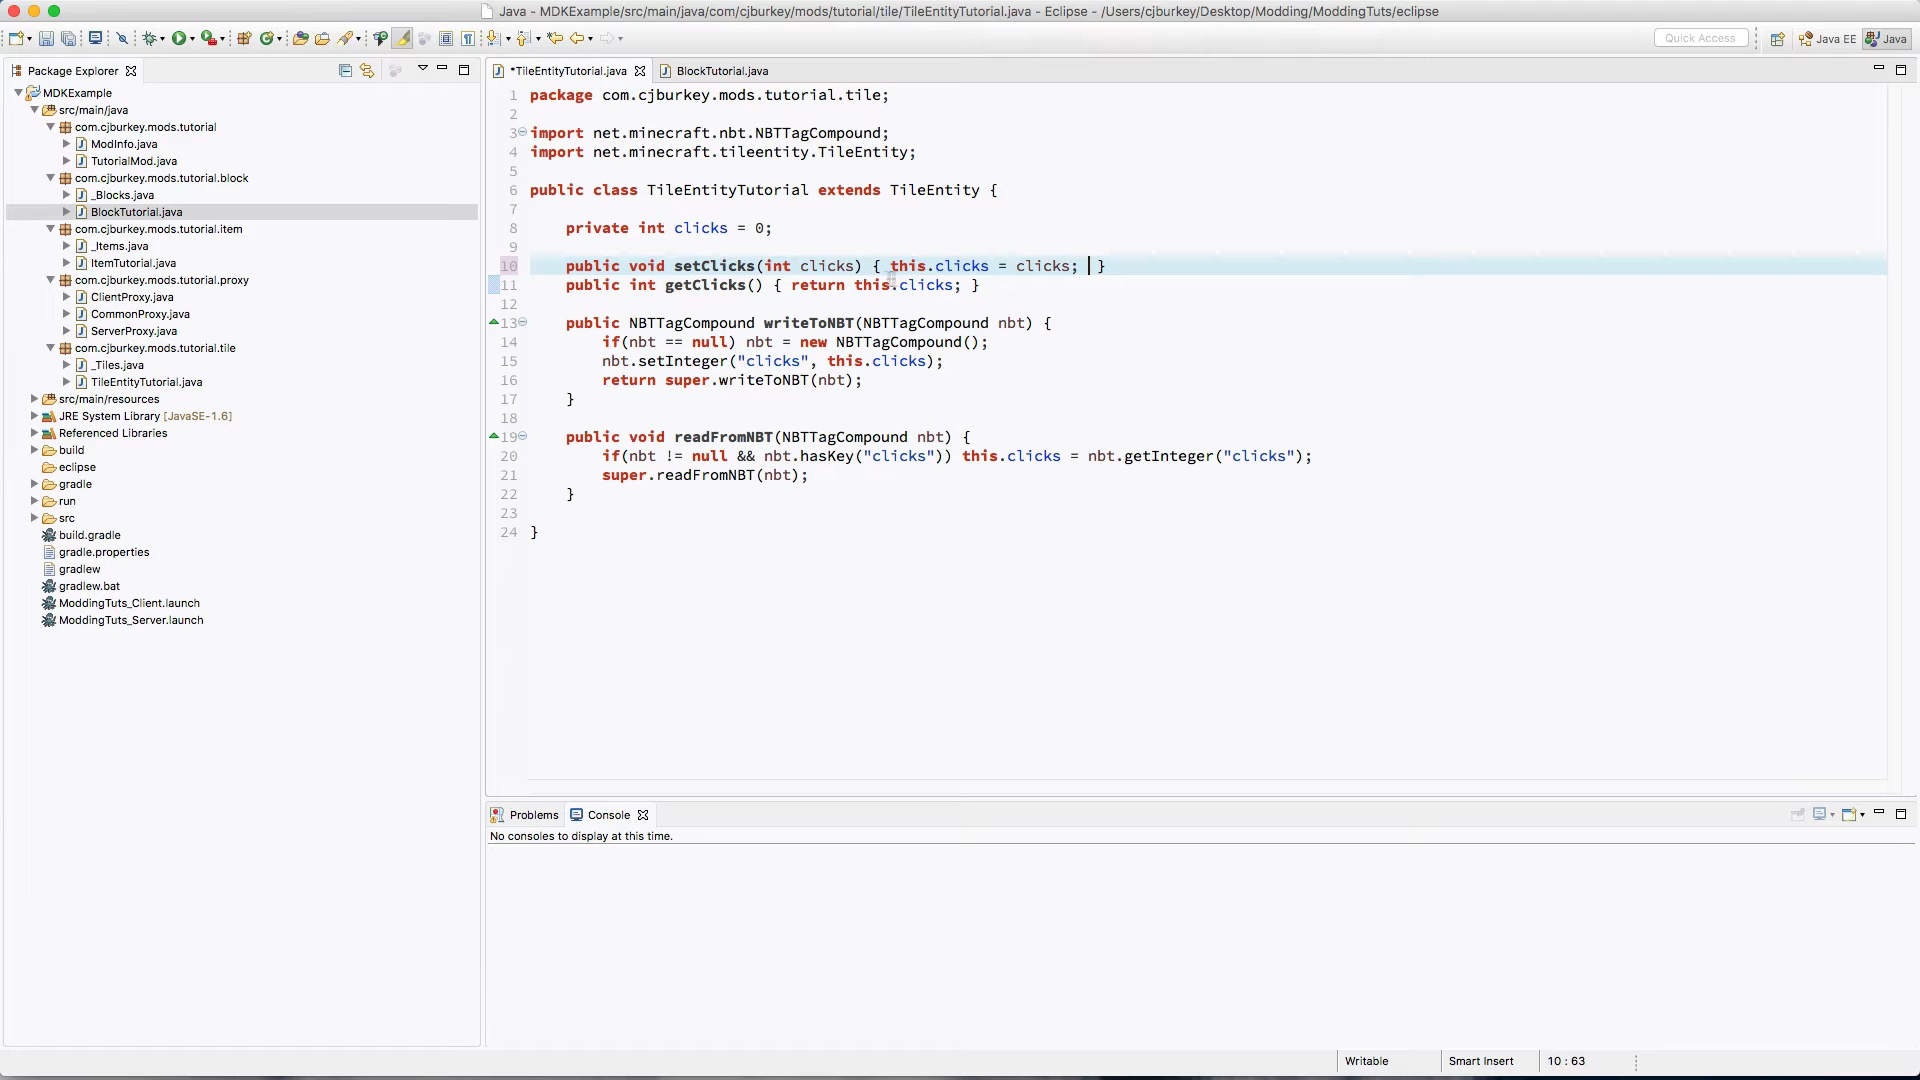 Java - MDKExample/src/main/java/com/cjburkey/mods/tutorial/tile/TileEntityTutorial.java - Eclipse - /Users/cjburkey/Desktop/Modding/ModdingTuts/eclipse
Quick Access
Java EE
Java
Package Explorer
MDKExample
src/main/java
com.cjburkey.mods.tutorial
ModInfo.java
TutorialMod.java
com.cjburkey.mods.tutorial.block
_Blocks.java
BlockTutorial.java
com.cjburkey.mods.tutorial.item
_Items.java
ItemTutorial.java
com.cjburkey.mods.tutorial.proxy
ClientProxy.java
CommonProxy.java
ServerProxy.java
com.cjburkey.mods.tutorial.tile
_Tiles.java
TileEntityTutorial.java
src/main/resources
JRE System Library [JavaSE-1.6]
Referenced Libraries
build
eclipse
gradle
run
src
build.gradle
gradle.properties
gradlew
gradlew.bat
ModdingTuts_Client.launch
ModdingTuts_Server.launch
*TileEntityTutorial.java
BlockTutorial.java
1 package com.cjburkey.mods.tutorial.tile;
2
3 import net.minecraft.nbt.NBTTagCompound;
4 import net.minecraft.tileentity.TileEntity;
5
6 public class TileEntityTutorial extends TileEntity {
7
8 private int clicks = 0;
9
10 public void setClicks(int clicks) { this.clicks = clicks; }
11 public int getClicks() { return this.clicks; }
12
13 public NBTTagCompound writeToNBT(NBTTagCompound nbt) {
14 if(nbt == null) nbt = new NBTTagCompound();
15 nbt.setInteger("clicks", this.clicks);
16 return super.writeToNBT(nbt);
17 }
18
19 public void readFromNBT(NBTTagCompound nbt) {
20 if(nbt != null && nbt.hasKey("clicks")) this.clicks = nbt.getInteger("clicks");
21 super.readFromNBT(nbt);
22 }
23
24 }
Problems
Console
No consoles to display at this time.
Writable
Smart Insert
10 : 63